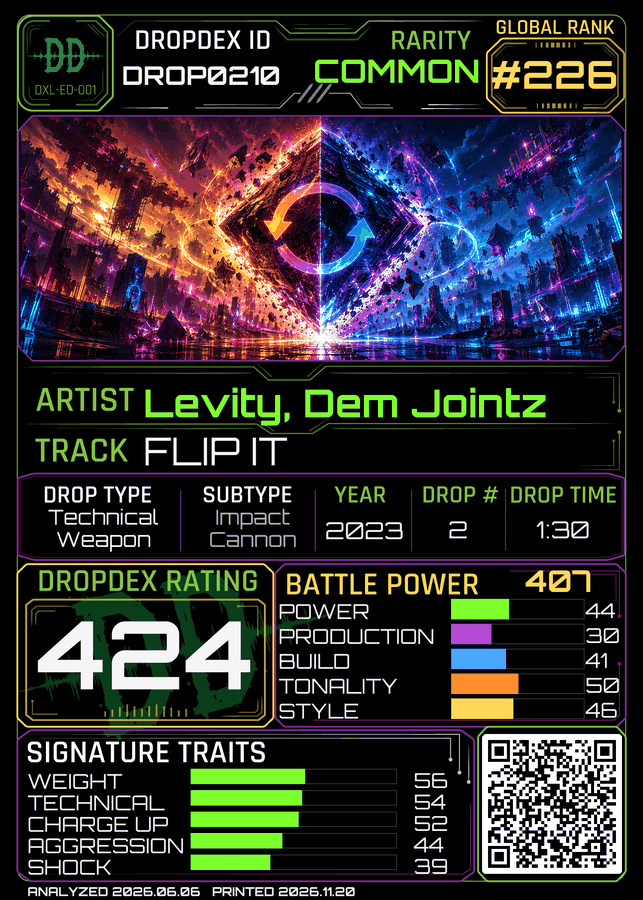 DD
DXL-ED-001
DROPDEX ID
DROP0210
RARITY
COMMON
GLOBAL RANK
#226
ARTIST Levity, Dem Jointz
TRACK FLIP IT
DROP TYPE
Technical
Weapon
SUBTYPE
Impact
Cannon
YEAR
2023
DROP #
2
DROP TIME
1:30
DROPDEX RATING
424
BATTLE POWER 407
POWER 44
PRODUCTION 30
BUILD 41
TONALITY 50
STYLE 46
SIGNATURE TRAITS
WEIGHT 56
TECHNICAL 54
CHARGE UP 52
AGGRESSION 44
SHOCK 39
ANALYZED 2026.06.06 PRINTED 2026.11.20